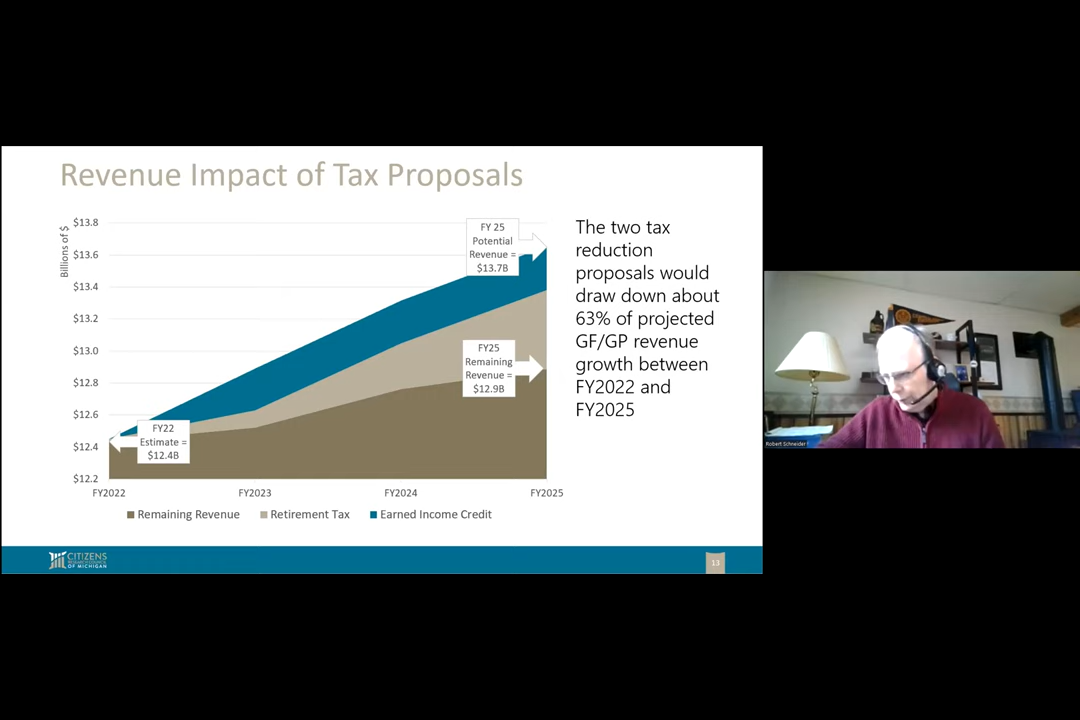 Revenue Impact of Tax Proposals
Billions of $
$13.8
$13.6
$13.4
$13.2
$13.0
$12.8
$12.6
$12.4
$12.2
FY2022
FY2023
FY2024
FY2025
FY22
Estimate =
$12.4B
FY 25
Potential
Revenue =
$13.7B
FY25
Remaining
Revenue =
$12.9B
Remaining Revenue
Retirement Tax
Earned Income Credit
The two tax
reduction
proposals would
draw down about
63% of projected
GF/GP revenue
growth between
FY2022 and
FY2025
CITIZENS
RESEARCH COUNCIL
OF MICHIGAN
13
Robert Schneider